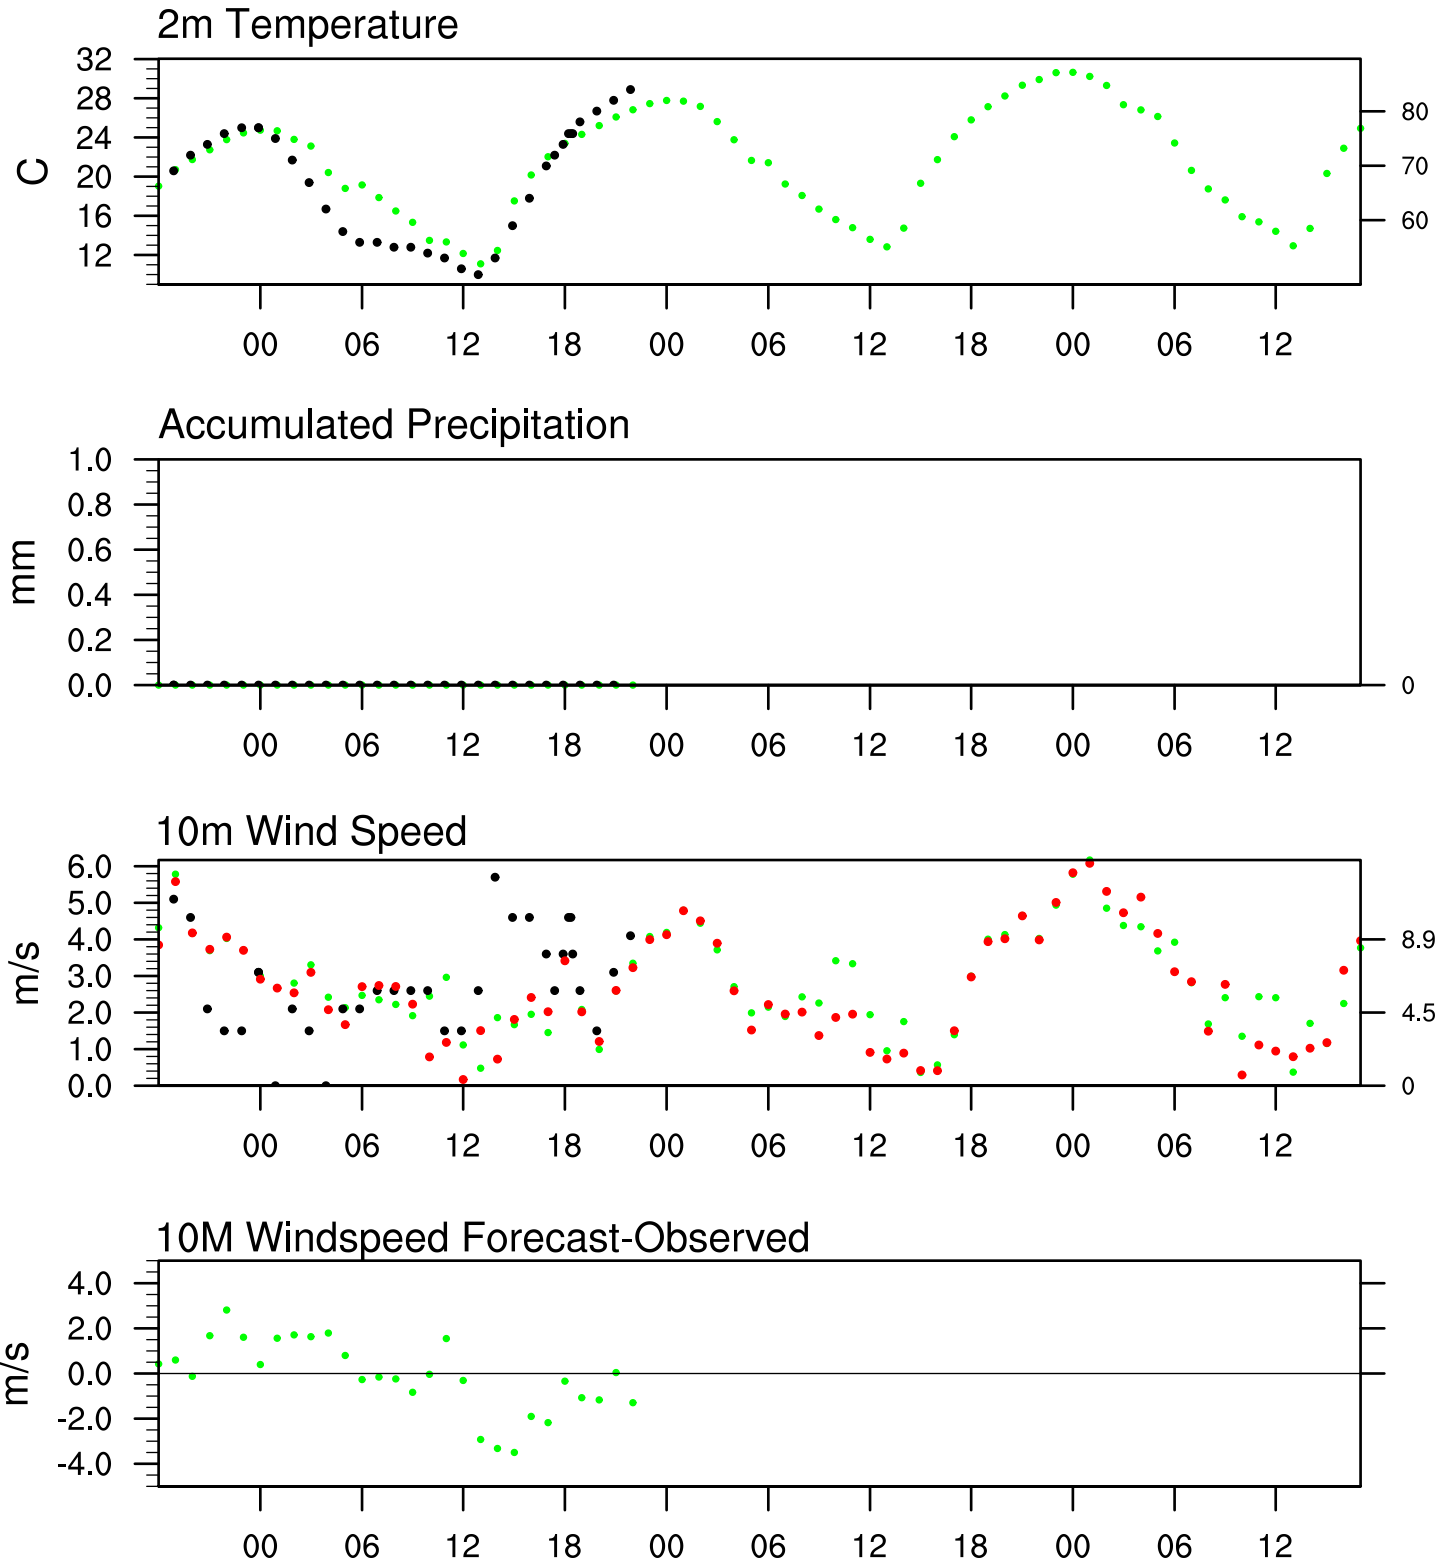 2m Temperature
32
28
24
20
16
12
C
80
70
60
00 06 12 18 00 06 12 18 00 06 12
Accumulated Precipitation
1.0
0.8
0.6
0.4
0.2
0.0
mm
0
00 06 12 18 00 06 12 18 00 06 12
10m Wind Speed
6.0
5.0
4.0
3.0
2.0
1.0
0.0
m/s
8.9
4.5
0
00 06 12 18 00 06 12 18 00 06 12
10M Windspeed Forecast-Observed
4.0
2.0
0.0
-2.0
-4.0
m/s
00 06 12 18 00 06 12 18 00 06 12